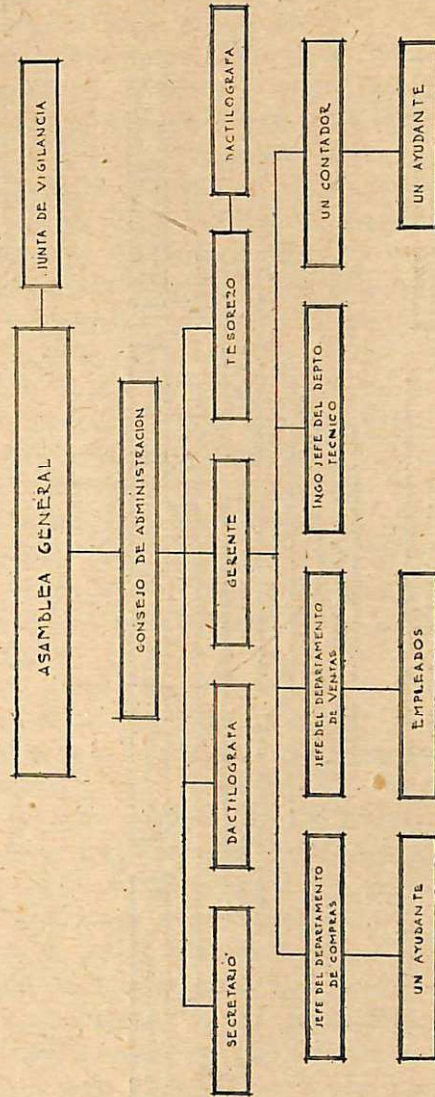 ASAMBLEA GENERAL
JUNTA DE VIGILANCIA
CONSEJO DE ADMINISTRACION
SECRETARIO
DACTILOGRAFA
GERENTE
TESORERO
DACTILOGRAFA
JEFE DEL DEPARTAMENTO
DE COMPRAS
JEFE DEL DEPARTAMENTO
DE VENTAS
INGO JEFE DEL DEPTO.
TECNICO
UN CONTADOR
UN AYUDANTE
EMPLEADOS
UN AYUDANTE